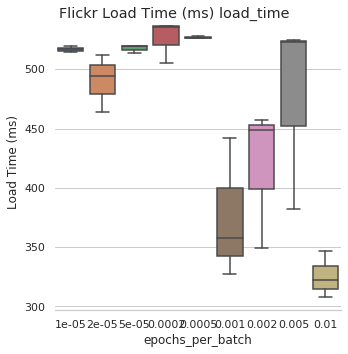 Flickr Load Time (ms) load_time
Load Time (ms)
500
450
400
350
300
1e-05 2e-05 5e-05 0.0002 0.0005 0.001 0.002 0.005 0.01
epochs_per_batch